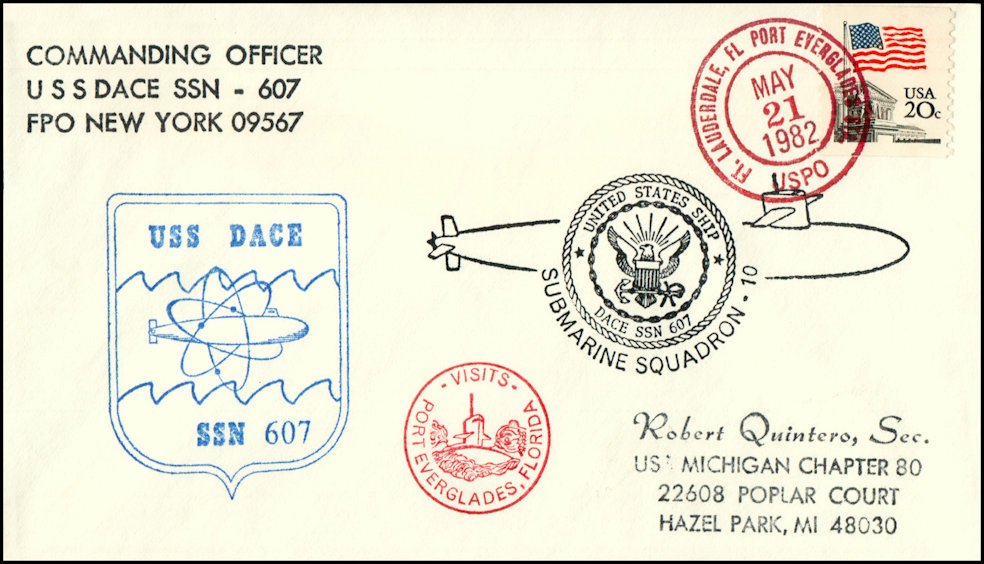 COMMANDING OFFICER
USS DACE SSN - 607
FPO NEW YORK 09567
FT. LAUDERDALE, FL PORT EVERGLADES
MAY
21
1982
USPO
USA
20c
USS DACE
SSN 607
UNITED STATES SHIP
DACE SSN 607
SUBMARINE SQUADRON - 10
- VISITS -
PORT EVERGLADES, FLORIDA
Robert Quintero, Sec.
US MICHIGAN CHAPTER 80
22608 POPLAR COURT
HAZEL PARK, MI 48030